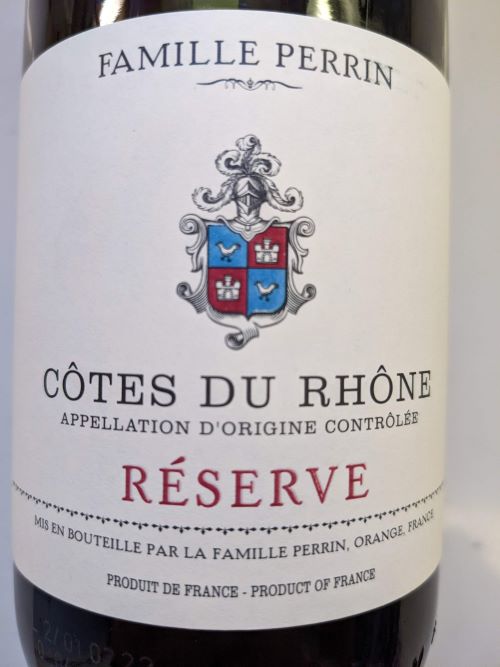 FAMILLE PERRIN
CÔTES DU RHÔNE
APPELLATION D'ORIGINE CONTRÔLÉE
RÉSERVE
MIS EN BOUTEILLE PAR LA FAMILLE PERRIN, ORANGE, FRANCE
PRODUIT DE FRANCE - PRODUCT OF FRANCE